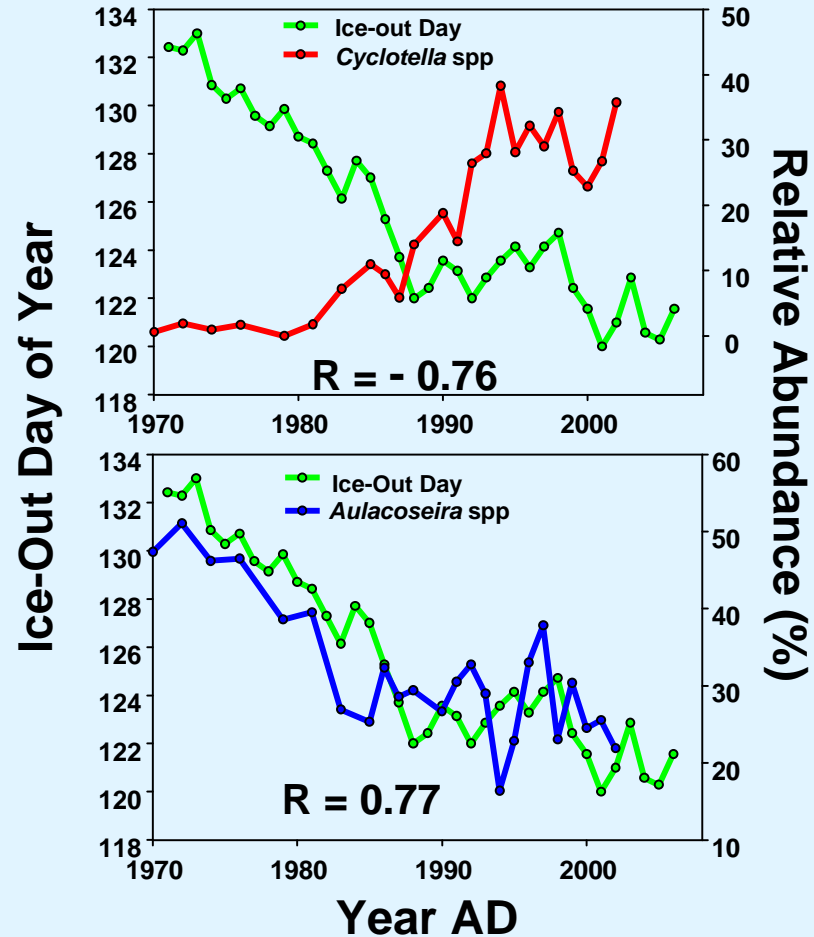 134
132
130
128
126
124
122
120
118
50
40
30
20
10
0
Ice-out Day
Cyclotella spp
R = - 0.76
1970 1980 1990 2000
134
132
130
128
126
124
122
120
118
60
50
40
30
20
10
Ice-Out Day
Aulacoseira spp
R = 0.77
1970 1980 1990 2000
Year AD
Ice-Out Day of Year
Relative Abundance (%)